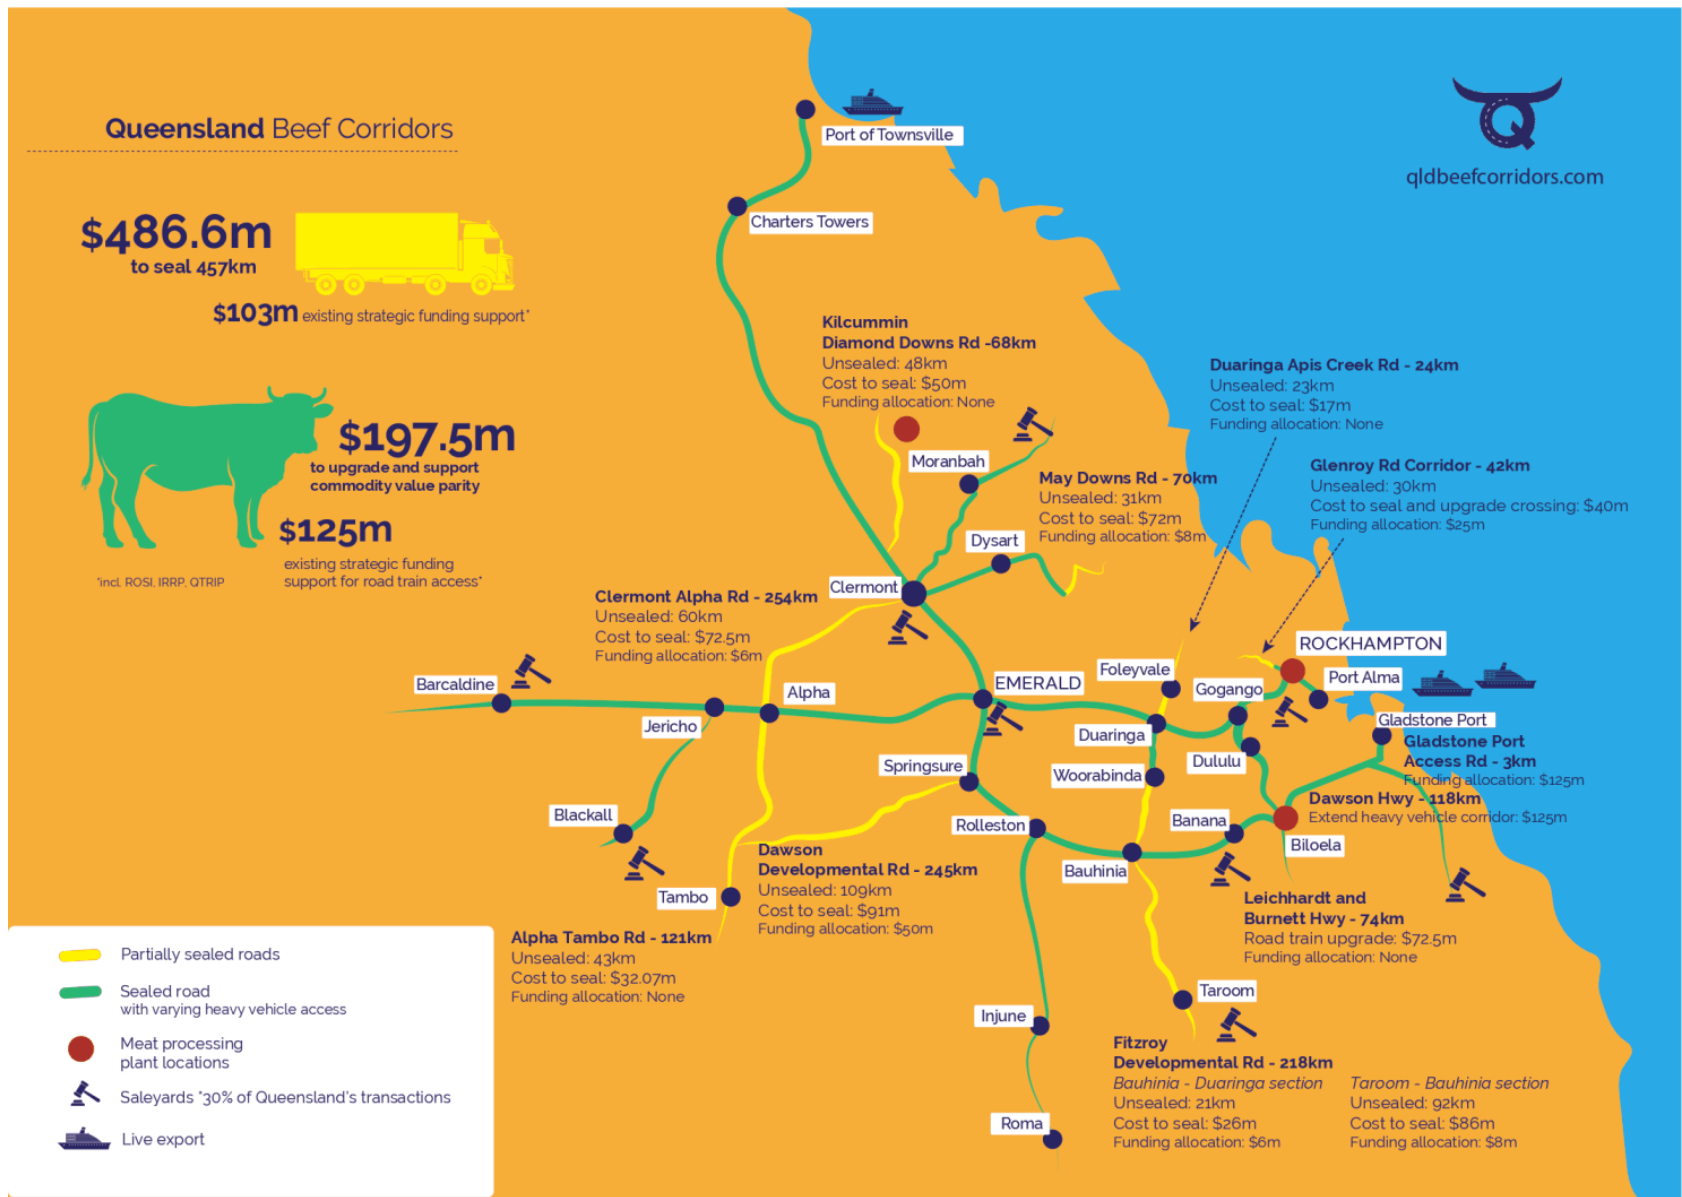 Queensland Beef Corridors
$486.6m
to seal 457km
$103m existing strategic funding support*
$197.5m
to upgrade and support
commodity value parity
$125m
existing strategic funding
support for road train access*
*incl. ROSI, IRRP, QTRIP
qldbeefcorridors.com
Port of Townsville
Charters Towers
Kilcummin
Diamond Downs Rd -68km
Unsealed: 48km
Cost to seal: $50m
Funding allocation: None
Moranbah
May Downs Rd - 70km
Unsealed: 31km
Cost to seal: $72m
Funding allocation: $8m
Dysart
Duaringa Apis Creek Rd - 24km
Unsealed: 23km
Cost to seal: $17m
Funding allocation: None
Glenroy Rd Corridor - 42km
Unsealed: 30km
Cost to seal and upgrade crossing: $40m
Funding allocation: $25m
Clermont
Clermont Alpha Rd - 254km
Unsealed: 60km
Cost to seal: $72.5m
Funding allocation: $6m
Barcaldine
Jericho
Alpha
EMERALD
Foleyvale
Gogango
ROCKHAMPTON
Port Alma
Gladstone Port
Gladstone Port
Access Rd - 3km
Funding allocation: $125m
Duaringa
Dululu
Springsure
Woorabinda
Dawson Hwy - 118km
Extend heavy vehicle corridor: $125m
Blackall
Rolleston
Banana
Biloela
Bauhinia
Tambo
Dawson
Developmental Rd - 245km
Unsealed: 109km
Cost to seal: $91m
Funding allocation: $50m
Leichhardt and
Burnett Hwy - 74km
Road train upgrade: $72.5m
Funding allocation: None
Alpha Tambo Rd - 121km
Unsealed: 43km
Cost to seal: $32.07m
Funding allocation: None
Taroom
Injune
Roma
Fitzroy
Developmental Rd - 218km
Bauhinia - Duaringa section
Unsealed: 21km
Cost to seal: $26m
Funding allocation: $6m
Taroom - Bauhinia section
Unsealed: 92km
Cost to seal: $86m
Funding allocation: $8m
Partially sealed roads
Sealed road
with varying heavy vehicle access
Meat processing
plant locations
Saleyards *30% of Queensland's transactions
Live export